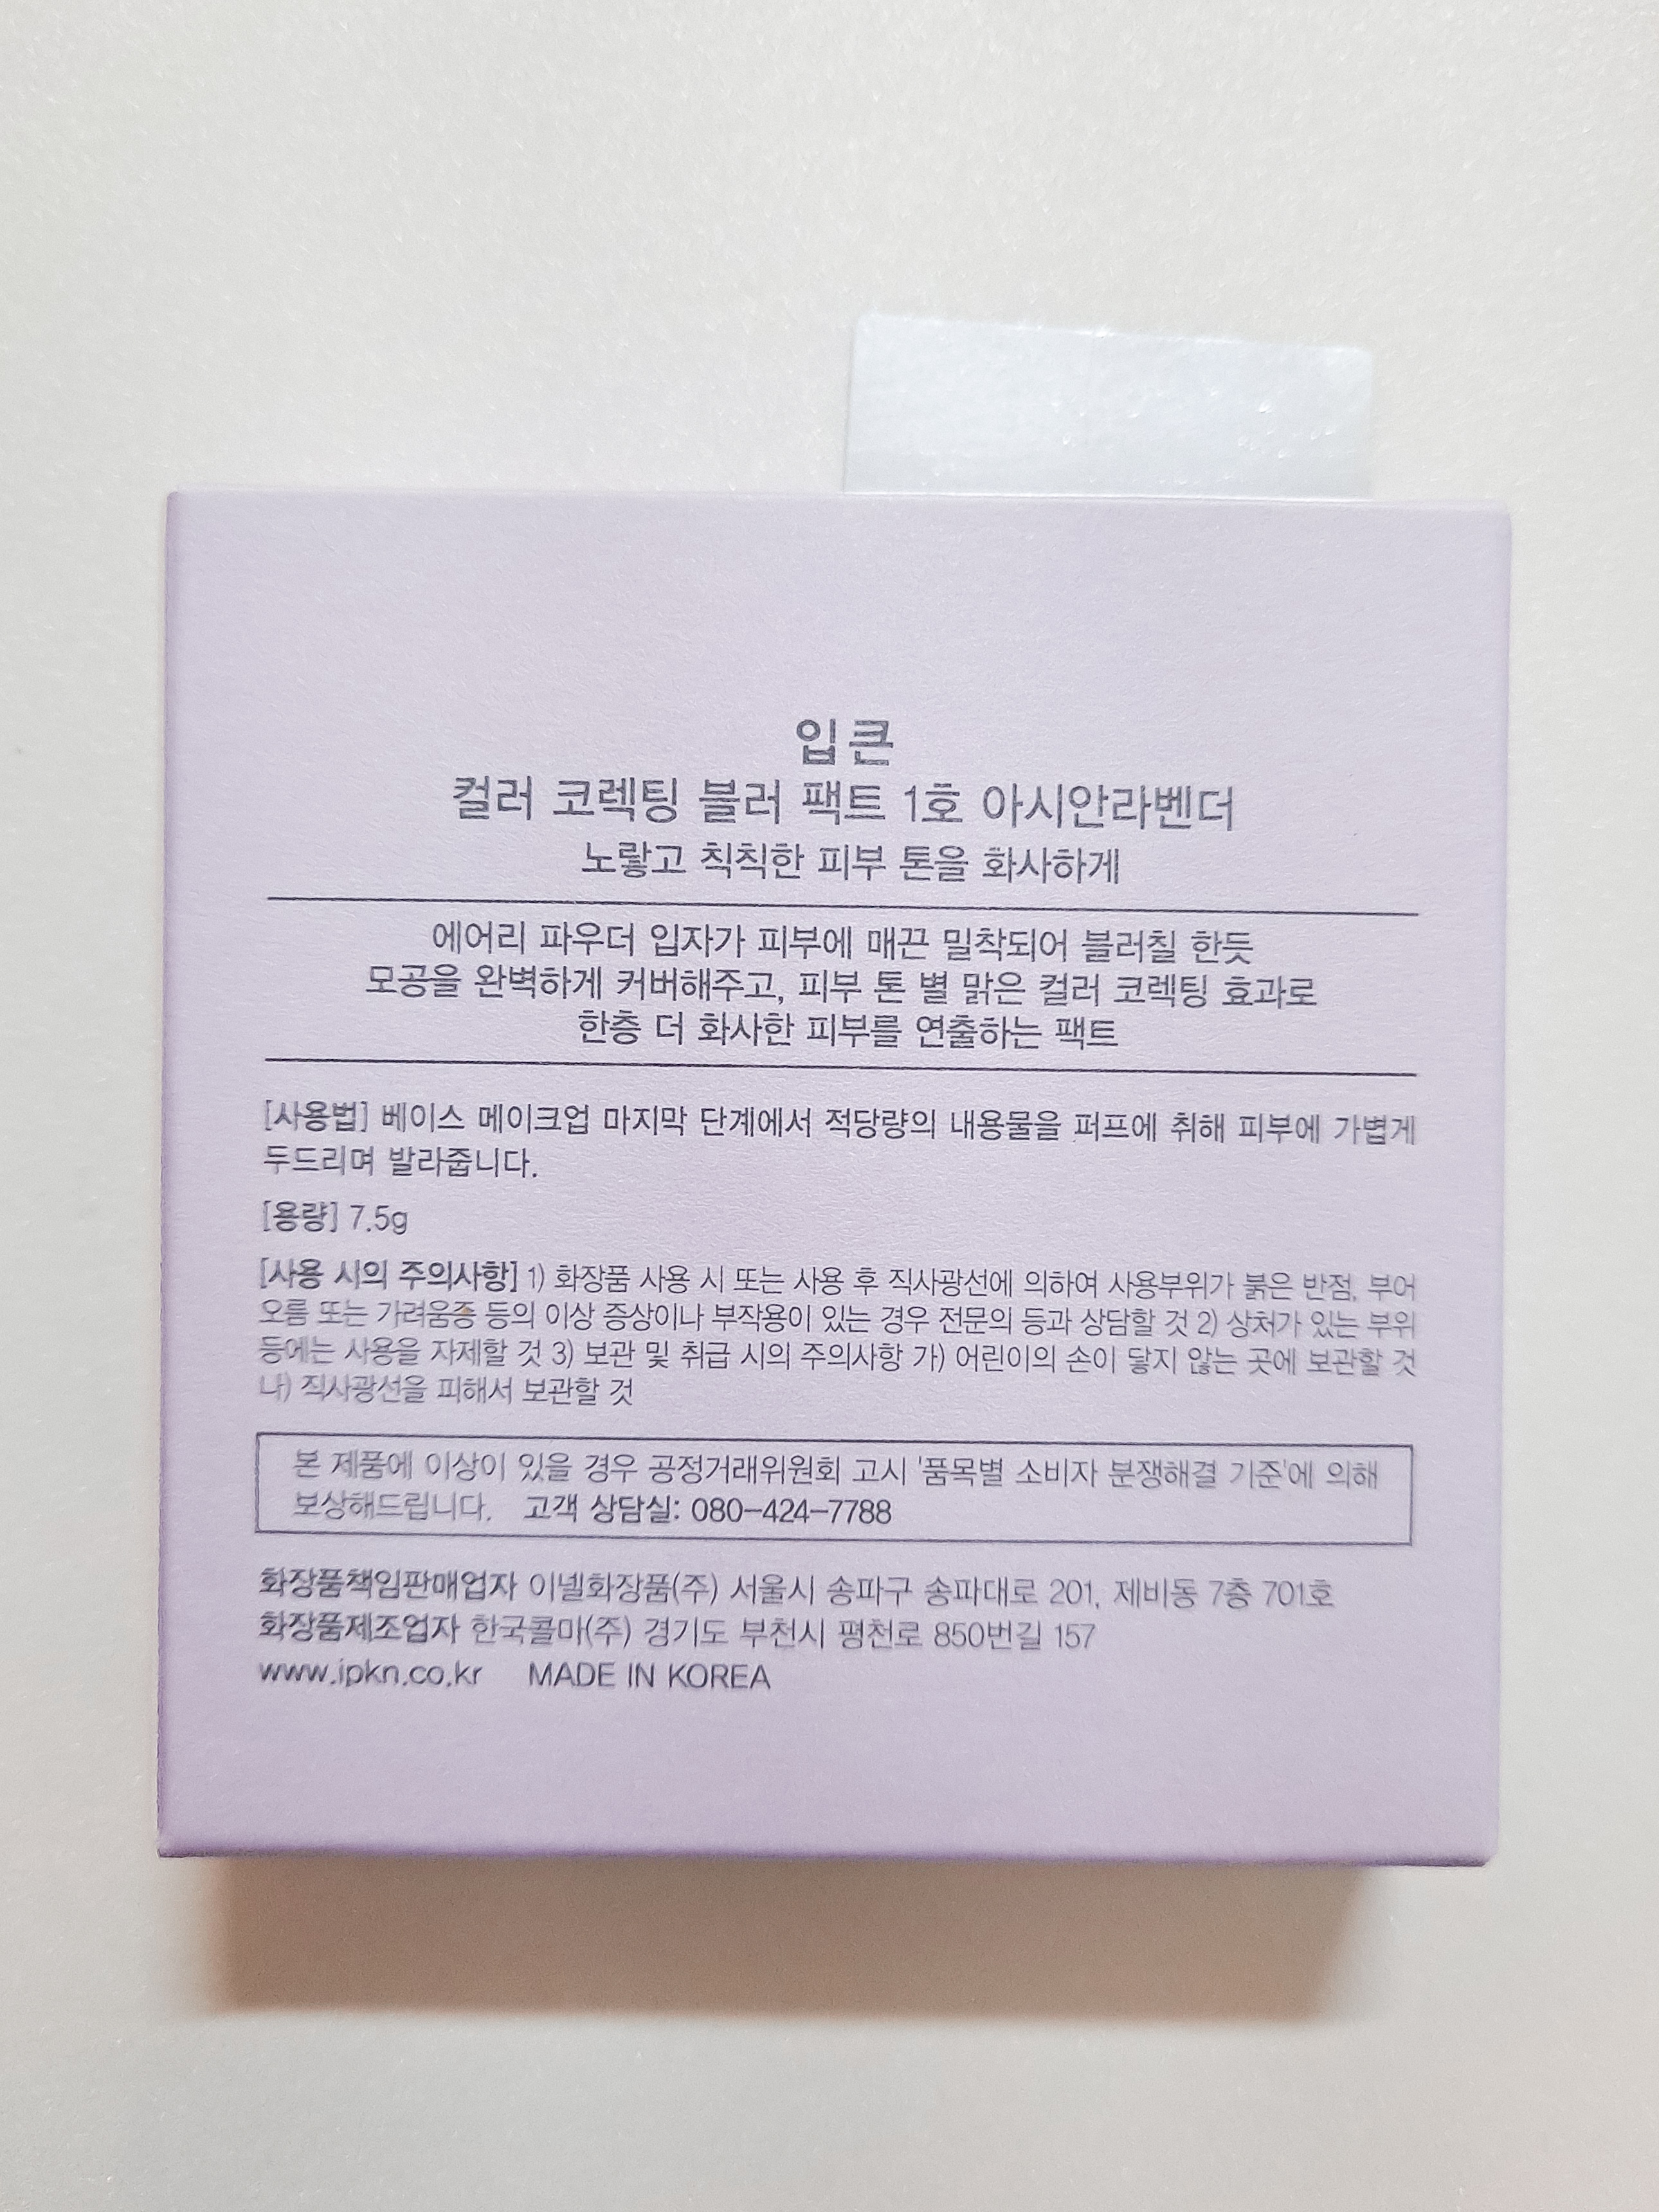 입큰
컬러 코렉팅 블러 팩트 1호 아시안라벤더
노랗고 칙칙한 피부 톤을 화사하게
에어리 파우더 입자가 피부에 매끈 밀착되어 블러칠 한듯
모공을 완벽하게 커버해주고, 피부 톤 별 맑은 컬러 코렉팅 효과로
한층 더 화사한 피부를 연출하는 팩트
[사용법] 베이스 메이크업 마지막 단계에서 적당량의 내용물을 퍼프에 취해 피부에 가볍게
두드리며 발라줍니다.
[용량] 7.5g
[사용 시의 주의사항] 1) 화장품 사용 시 또는 사용 후 직사광선에 의하여 사용부위가 붉은 반점, 부어
오름 또는 가려움증 등의 이상 증상이나 부작용이 있는 경우 전문의 등과 상담할 것 2) 상처가 있는 부위
등에는 사용을 자제할 것 3) 보관 및 취급 시의 주의사항 가) 어린이의 손이 닿지 않는 곳에 보관할 것
나) 직사광선을 피해서 보관할 것
본 제품에 이상이 있을 경우 공정거래위원회 고시 '품목별 소비자 분쟁해결 기준'에 의해
보상해드립니다. 고객 상담실: 080-424-7788
화장품책임판매업자 이넬화장품(주) 서울시 송파구 송파대로 201, 제비동 7층 701호
화장품제조업자 한국콜마(주) 경기도 부천시 평천로 850번길 157
www.ipkn.co.kr MADE IN KOREA